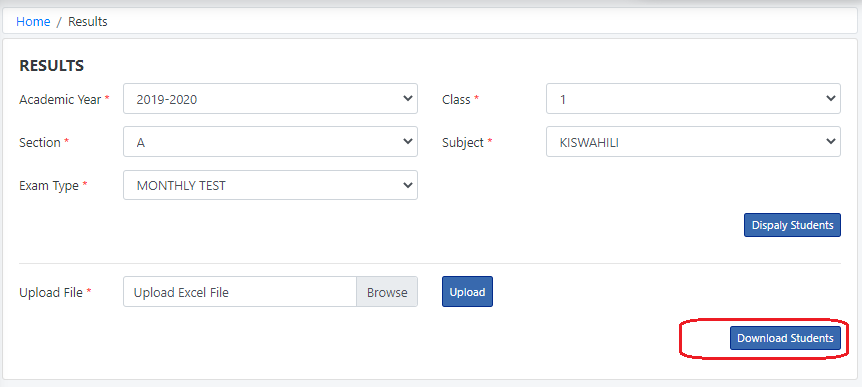 Home / Results
RESULTS
Academic Year * 2019-2020 Class * 1
Section * A Subject * KISWAHILI
Exam Type * MONTHLY TEST
Dispaly Students
Upload File * Upload Excel File Browse Upload
Download Students